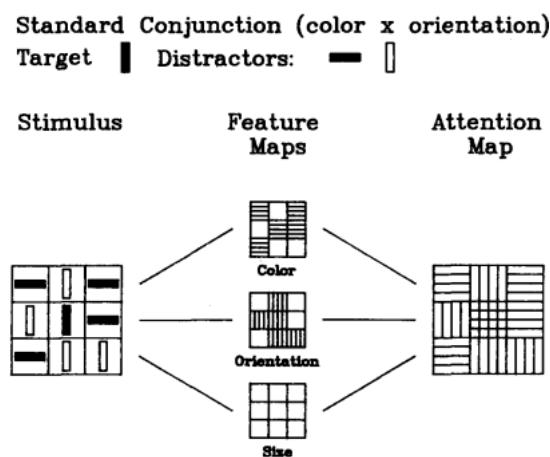 Standard Conjunction (color x orientation)
Target Distractors:
Stimulus Feature Maps Attention Map
Color
Orientation
Size